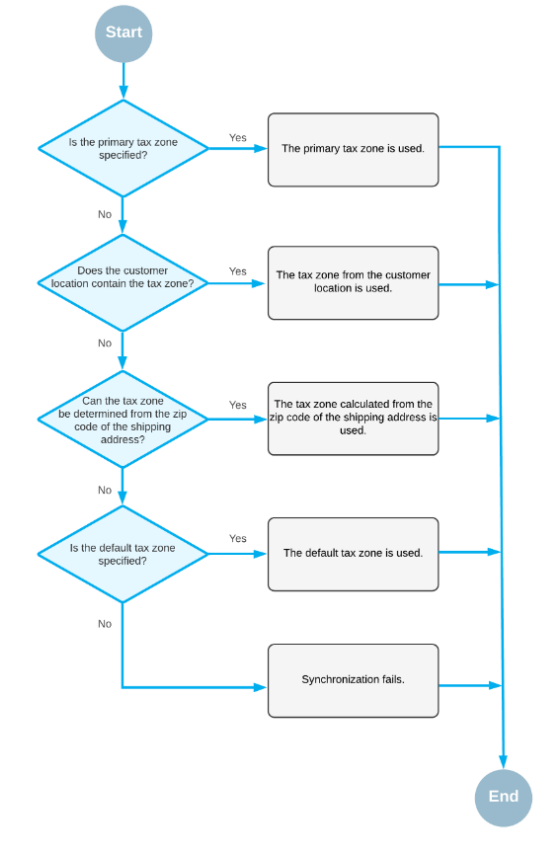 Start
Is the primary tax zone
specified?
Yes
The primary tax zone is used.
No
Does the customer
location contain the tax zone?
Yes
The tax zone from the customer
location is used.
No
Can the tax zone
be determined from the zip
code of the shipping
address?
Yes
The tax zone calculated from the
zip code of the shipping address is
used.
No
Is the default tax zone
specified?
Yes
The default tax zone is used.
No
Synchronization fails.
End